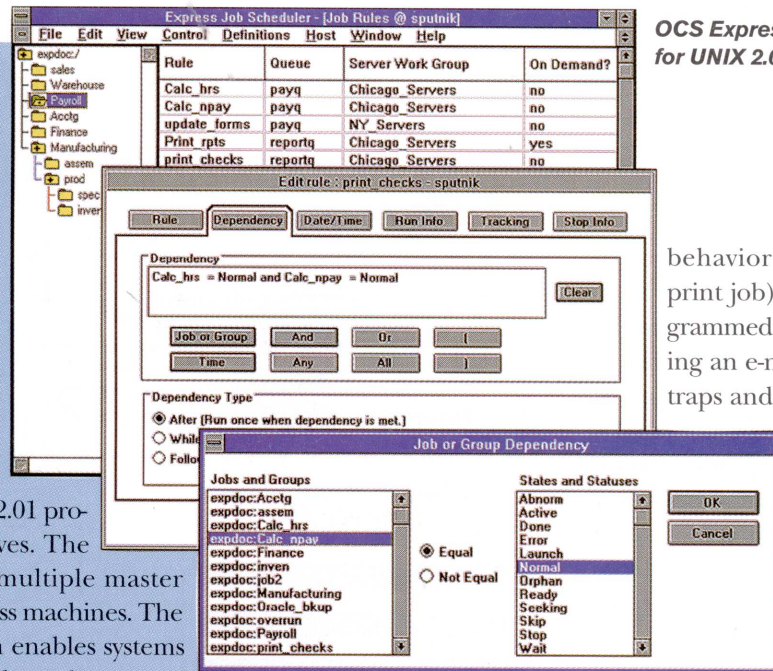 Express Job Scheduler - [Job Rules @ sputnik]
File Edit View Control Definitions Host Window Help
expdoc:/
sales
Warehouse
Payroll
Acctg
Finance
Manufacturing
assem
prod
spec
inver
Rule Queue Server Work Group On Demand?
Calc_hrs payq Chicago_Servers no
Calc_npay payq Chicago_Servers no
update_forms payq NY_Servers no
Print_rpts reportq Chicago_Servers yes
print_checks reportq Chicago_Servers no
OCS Expres
for UNIX 2.0
Edit rule : print_checks - sputnik
Rule Dependency Date/Time Run Info Tracking Stop Info
Dependency
Calc_hrs = Normal and Calc_npay = Normal
Clear
Job or Group And Or (
Time Any All )
Dependency Type
After (Run once when dependency is met.)
While
Follo
behavior
print job)
grammed
ing an e-m
traps and
Job or Group Dependency
Jobs and Groups
expdoc:Acctg
expdoc:assem
expdoc:Calc_hrs
expdoc:Calc_npay
expdoc:Finance
expdoc:inven
expdoc:job2
expdoc:Manufacturing
expdoc:Oracle_bkup
expdoc:overrun
expdoc:Payroll
expdoc:print_checks
Equal
Not Equal
States and Statuses
Abnorm
Active
Done
Error
Launch
Normal
Orphan
Ready
Seeking
Skip
Stop
Wait
OK
Cancel
2.01 pro-
ves. The
multiple master
ss machines. The
n enables systems